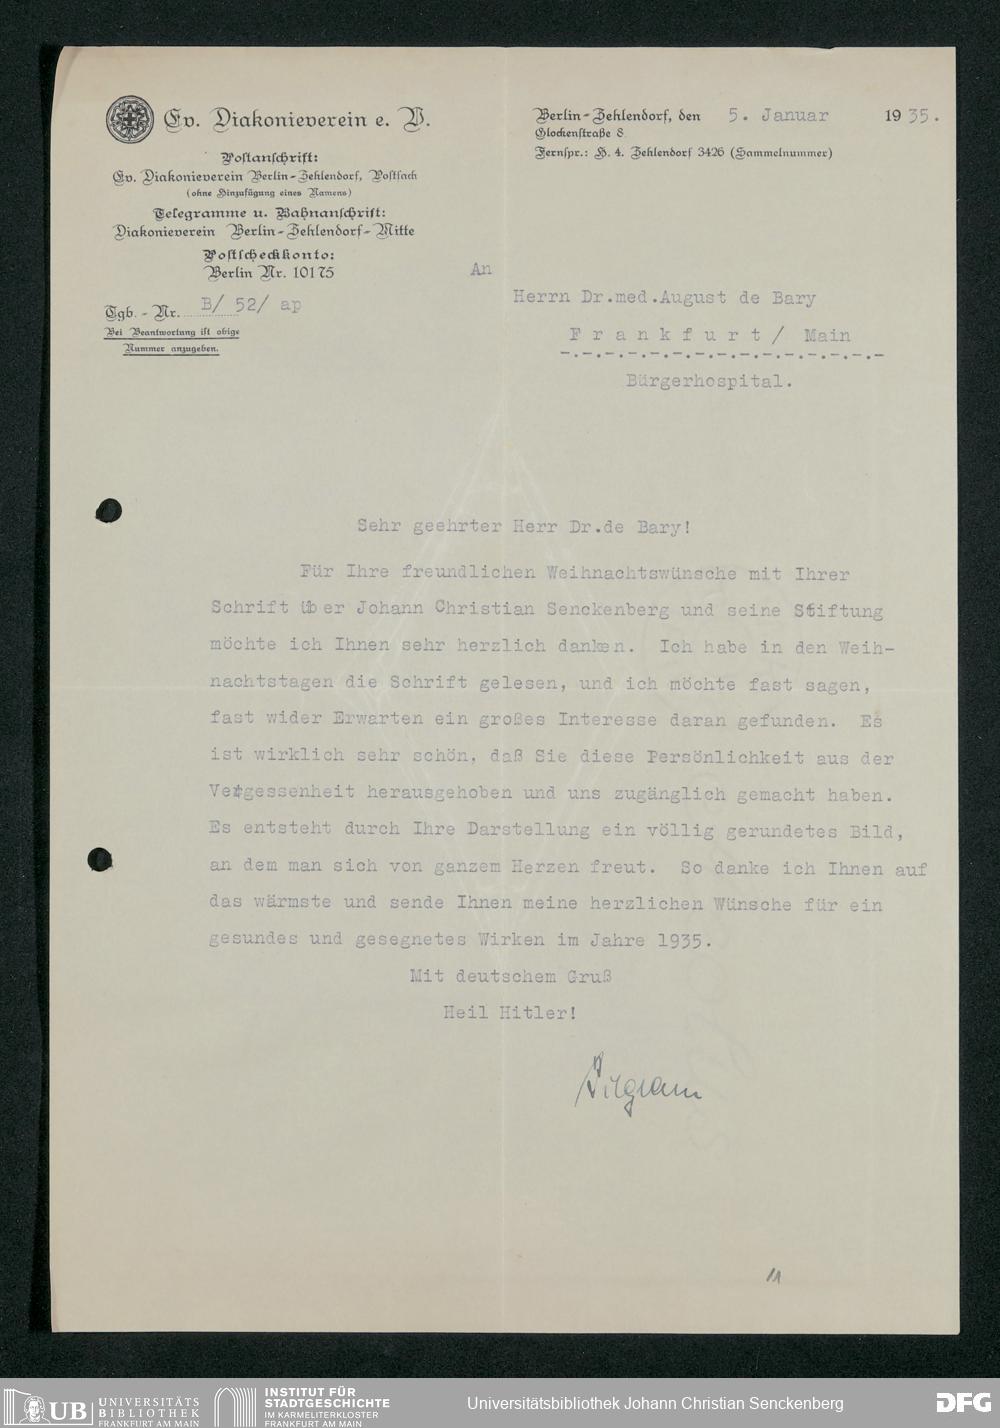 Ev. Diakonieverein e. V.
Postanschrift:
Ev. Diakonieverein Berlin-Zehlendorf, Postfach
(ohne Hinzufügung eines Namens)
Telegramme u. Bahnanschrift:
Diakonieverein Berlin-Zehlendorf-Mitte
Postscheckkonto:
Berlin Nr. 10175
Tgb. - Nr. B/ 52/ ap
Bei Beantwortung ist obige
Nummer anzugeben.
Berlin-Zehlendorf, den 5. Januar 1935.
Glockenstraße 8
Fernspr.: H. 4. Zehlendorf 3426 (Sammelnummer)
An
Herrn Dr.med.August de Bary
F r a n k f u r t / Main
-.-.-.-.-.-.-.-.-.-.-.-.-.-.-
Bürgerhospital.
Sehr geehrter Herr Dr.de Bary!
Für Ihre freundlichen Weihnachtswünsche mit Ihrer
Schrift über Johann Christian Senckenberg und seine Stiftung
möchte ich Ihnen sehr herzlich danken. Ich habe in den Weih-
nachtstagen die Schrift gelesen, und ich möchte fast sagen,
fast wider Erwarten ein großes Interesse daran gefunden. Es
ist wirklich sehr schön, daß Sie diese Persönlichkeit aus der
Vergessenheit herausgehoben und uns zugänglich gemacht haben.
Es entsteht durch Ihre Darstellung ein völlig gerundetes Bild,
an dem man sich von ganzem Herzen freut. So danke ich Ihnen auf
das wärmste und sende Ihnen meine herzlichen Wünsche für ein
gesundes und gesegnetes Wirken im Jahre 1935.
Mit deutschem Gruß
Heil Hitler!
11
UB UNIVERSITÄTS
BIBLIOTHEK
FRANKFURT AM MAIN
INSTITUT FÜR
STADTGESCHICHTE
IM KARMELITERKLOSTER
FRANKFURT AM MAIN
Universitätsbibliothek Johann Christian Senckenberg
DFG